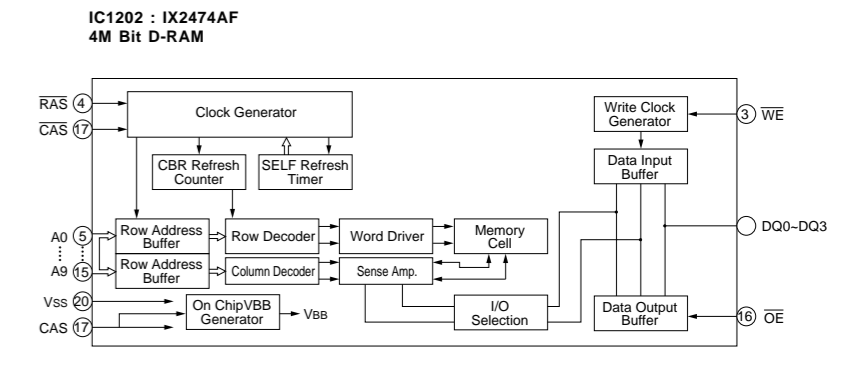 IC1202 : IX2474AF
4M Bit D-RAM
RAS 4
CAS 17
Clock Generator
Write Clock
Generator
3 WE
CBR Refresh
Counter
SELF Refresh
Timer
Data Input
Buffer
A0 5
A9 15
Row Address
Buffer
Row Decoder
Word Driver
Memory
Cell
DQ0~DQ3
Row Address
Buffer
Column Decoder
Sense Amp.
Vss 20
CAS 17
On ChipVBB
Generator
VBB
I/O
Selection
Data Output
Buffer
16 OE